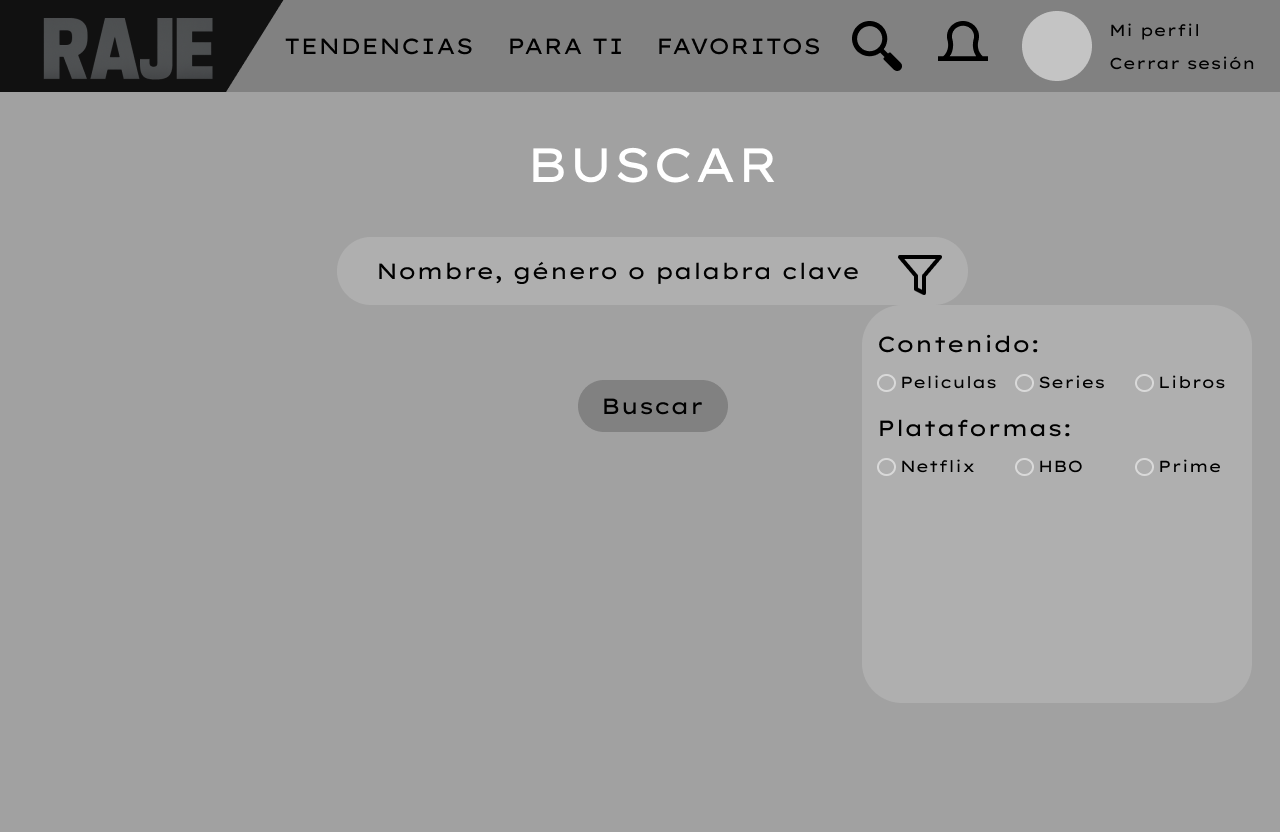 RAJE
TENDENCIAS PARA TI FAVORITOS
Mi perfil
Cerrar sesión
BUSCAR
Nombre, género o palabra clave
Contenido:
Peliculas Series Libros
Buscar
Plataformas:
Netflix HBO Prime